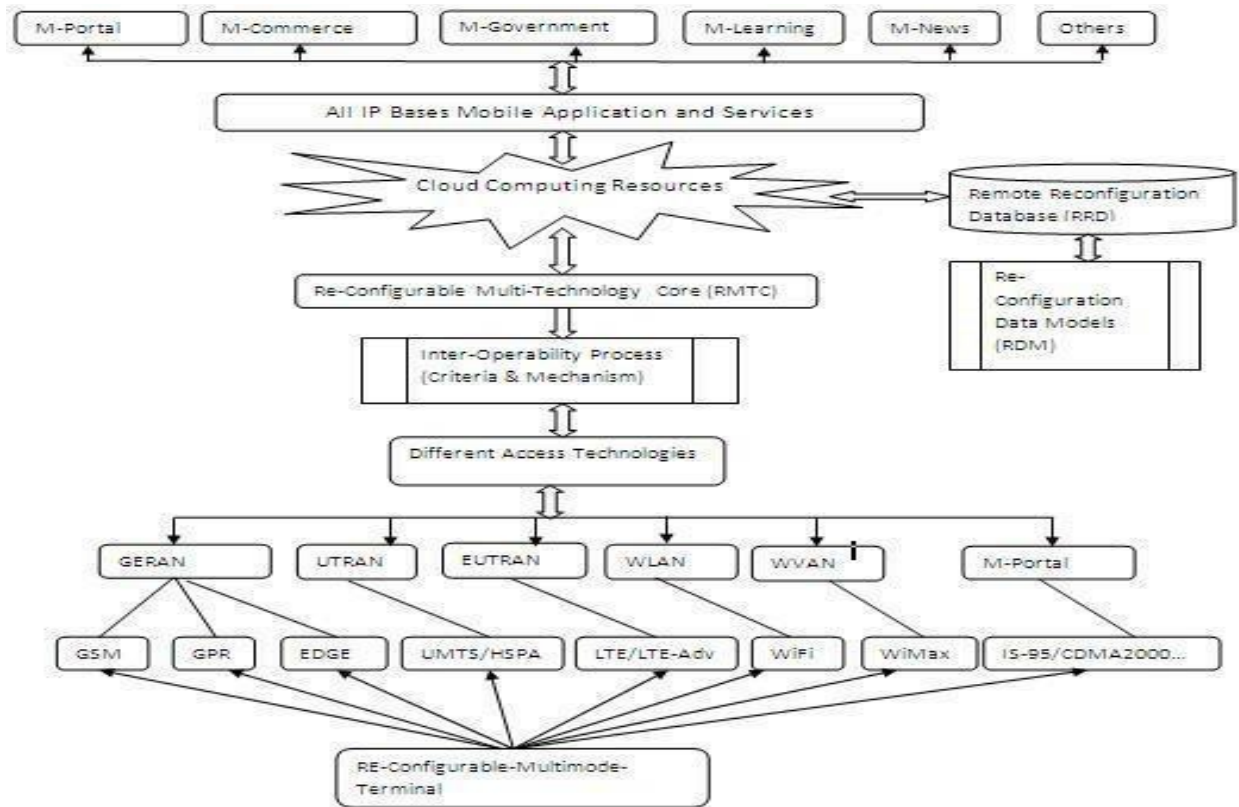 M-Portal
M-Commerce
M-Government
M-Learning
M-News
Others
All IP Bases Mobile Application and Services
Cloud Computing Resources
Remote Reconfiguration
Database (RRD)
Re-Configurable Multi-Technology Core (RMTC)
Re-
Configuration
Data Models
(RDM)
Inter-Operability Process
(Criteria & Mechanism)
Different Access Technologies
GERAN
UTRAN
EUTRAN
WLAN
WVAN
M-Portal
GSM
GPR
EDGE
UMTS/HSPA
LTE/LTE-Adv
WiFi
WiMax
IS-95/CDMA2000...
RE-Configurable-Multimode-
Terminal